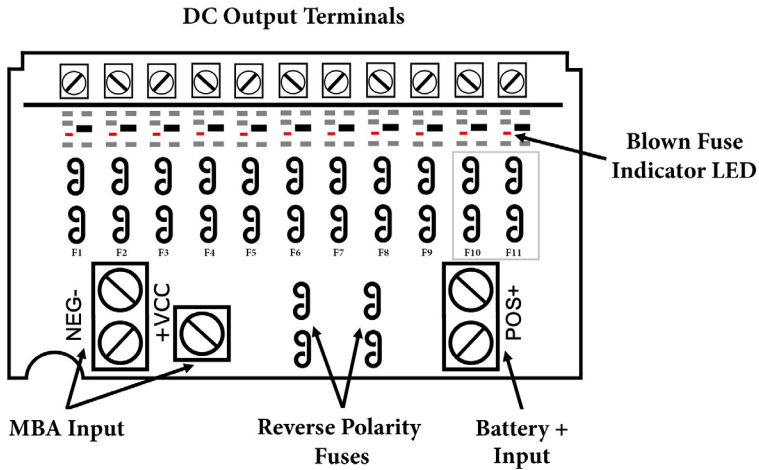 DC Output Terminals
Blown Fuse
Indicator LED
F1 F2 F3 F4 F5 F6 F7 F8 F9 F10 F11
NEG-
+VCC
POS+
MBA Input
Reverse Polarity
Fuses
Battery +
Input